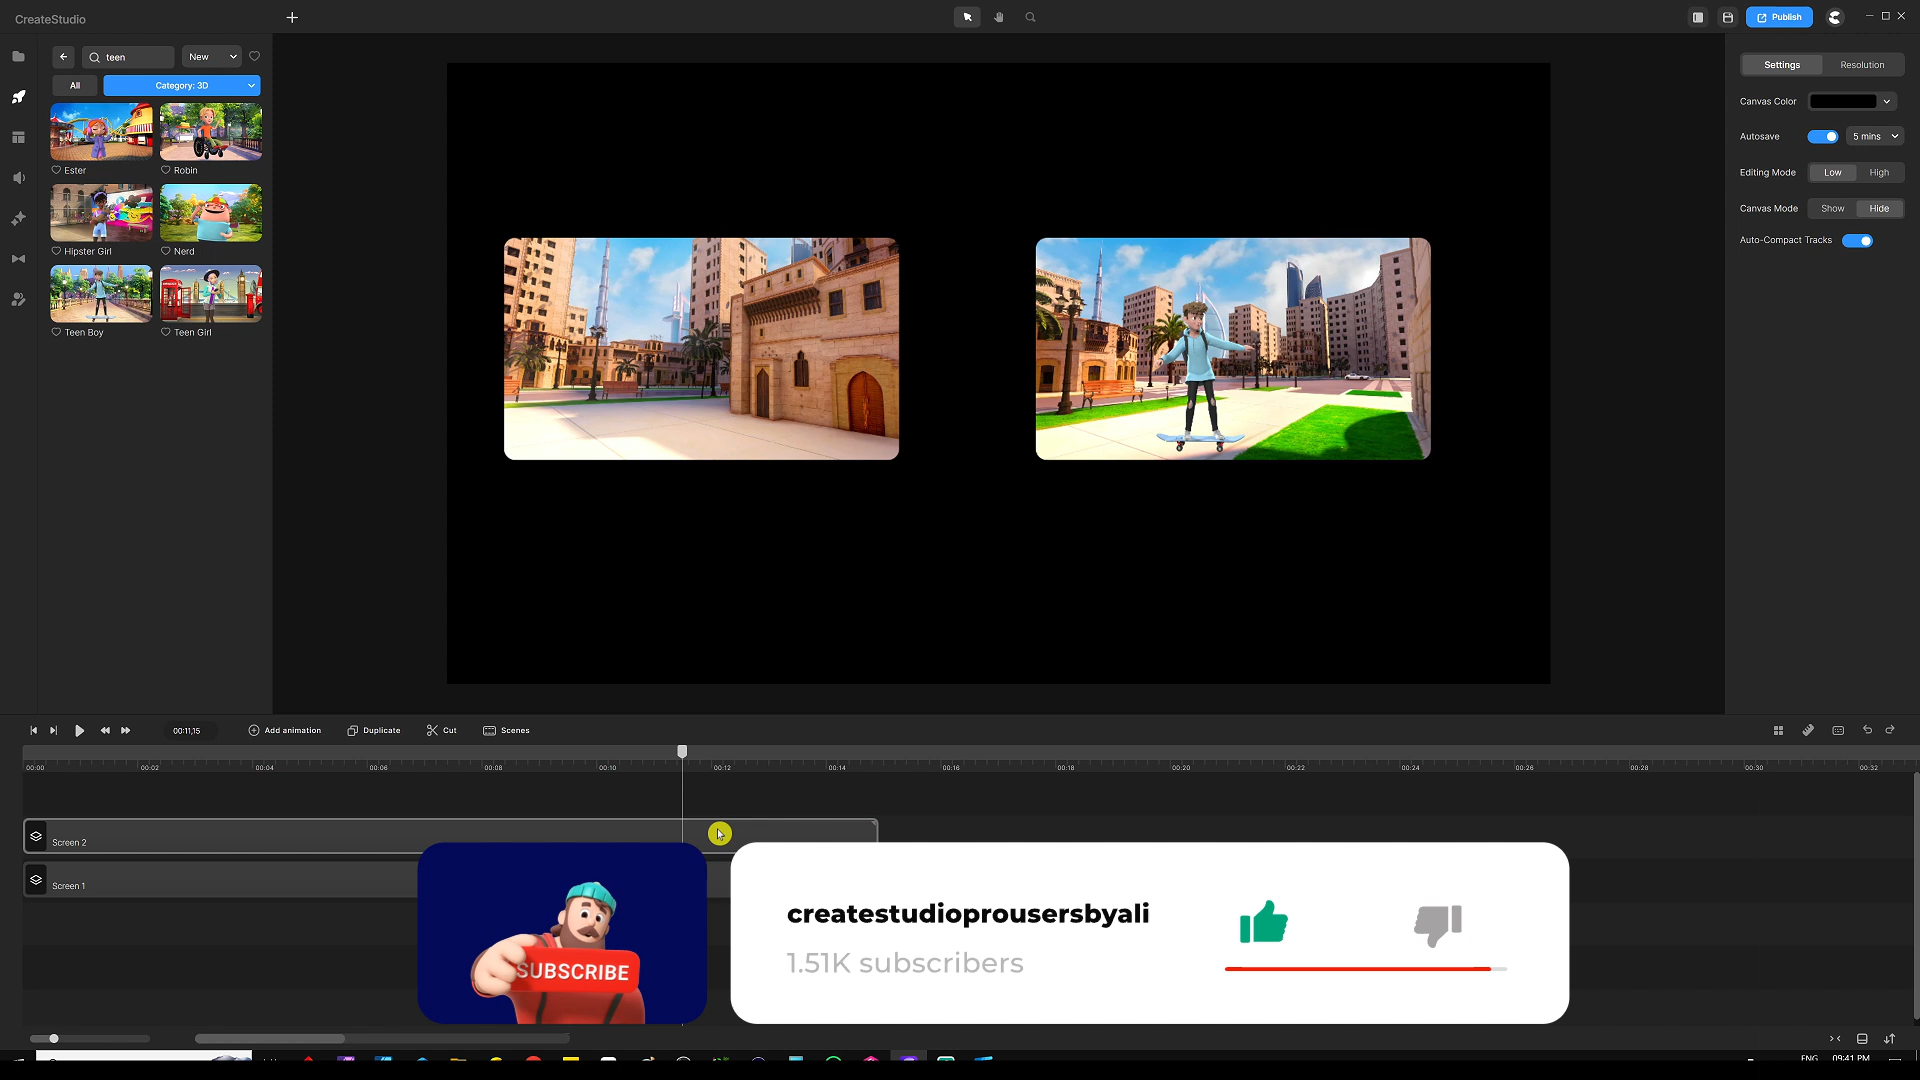 CreateStudio
Publish
teen
New
All
Category: 3D
Ester
Robin
Hipster Girl
Nerd
Teen Boy
Teen Girl
Settings
Resolution
Canvas Color
Autosave
5 mins
Editing Mode
Low
High
Canvas Mode
Show
Hide
Auto-Compact Tracks
00:11,15
Add animation
Duplicate
Cut
Scenes
00:00
00:02
00:04
00:06
00:08
00:10
00:12
00:14
00:16
00:18
00:20
00:22
00:24
00:26
00:28
00:30
00:32
Screen 2
Screen 1
SUBSCRIBE
createstudioprousersbyali
1.51K subscribers
ENG
09:41 PM